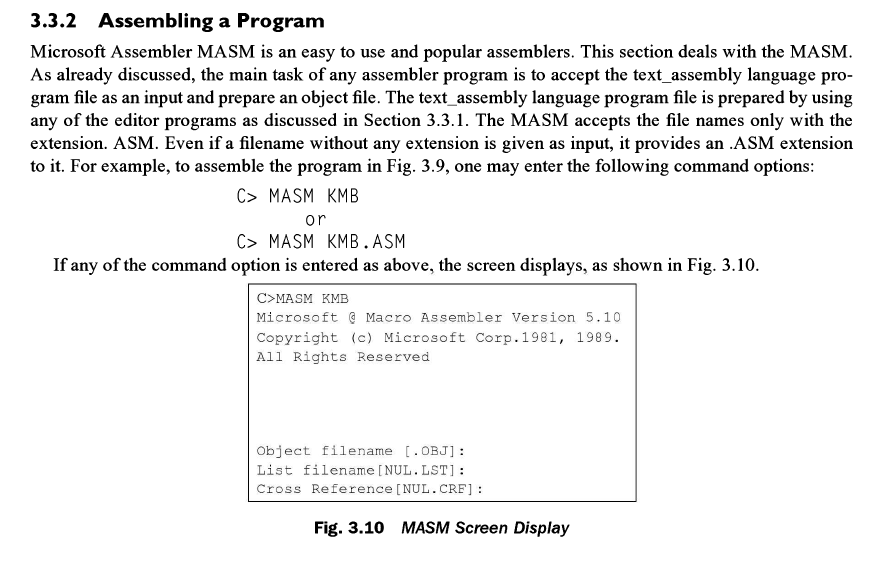 3.3.2 Assembling a Program
Microsoft Assembler MASM is an easy to use and popular assemblers. This section deals with the MASM.
As already discussed, the main task of any assembler program is to accept the text_assembly language pro-
gram file as an input and prepare an object file. The text_assembly language program file is prepared by using
any of the editor programs as discussed in Section 3.3.1. The MASM accepts the file names only with the
extension. ASM. Even if a filename without any extension is given as input, it provides an .ASM extension
to it. For example, to assemble the program in Fig. 3.9, one may enter the following command options:
C> MASM KMB
or
C> MASM KMB.ASM
If any of the command option is entered as above, the screen displays, as shown in Fig. 3.10.
C>MASM KMB
Microsoft @ Macro Assembler Version 5.10
Copyright (c) Microsoft Corp.1981, 1989.
All Rights Reserved
Object filename [.OBJ]:
List filename[NUL.LST]:
Cross Reference[NUL.CRF]:
Fig. 3.10 MASM Screen Display